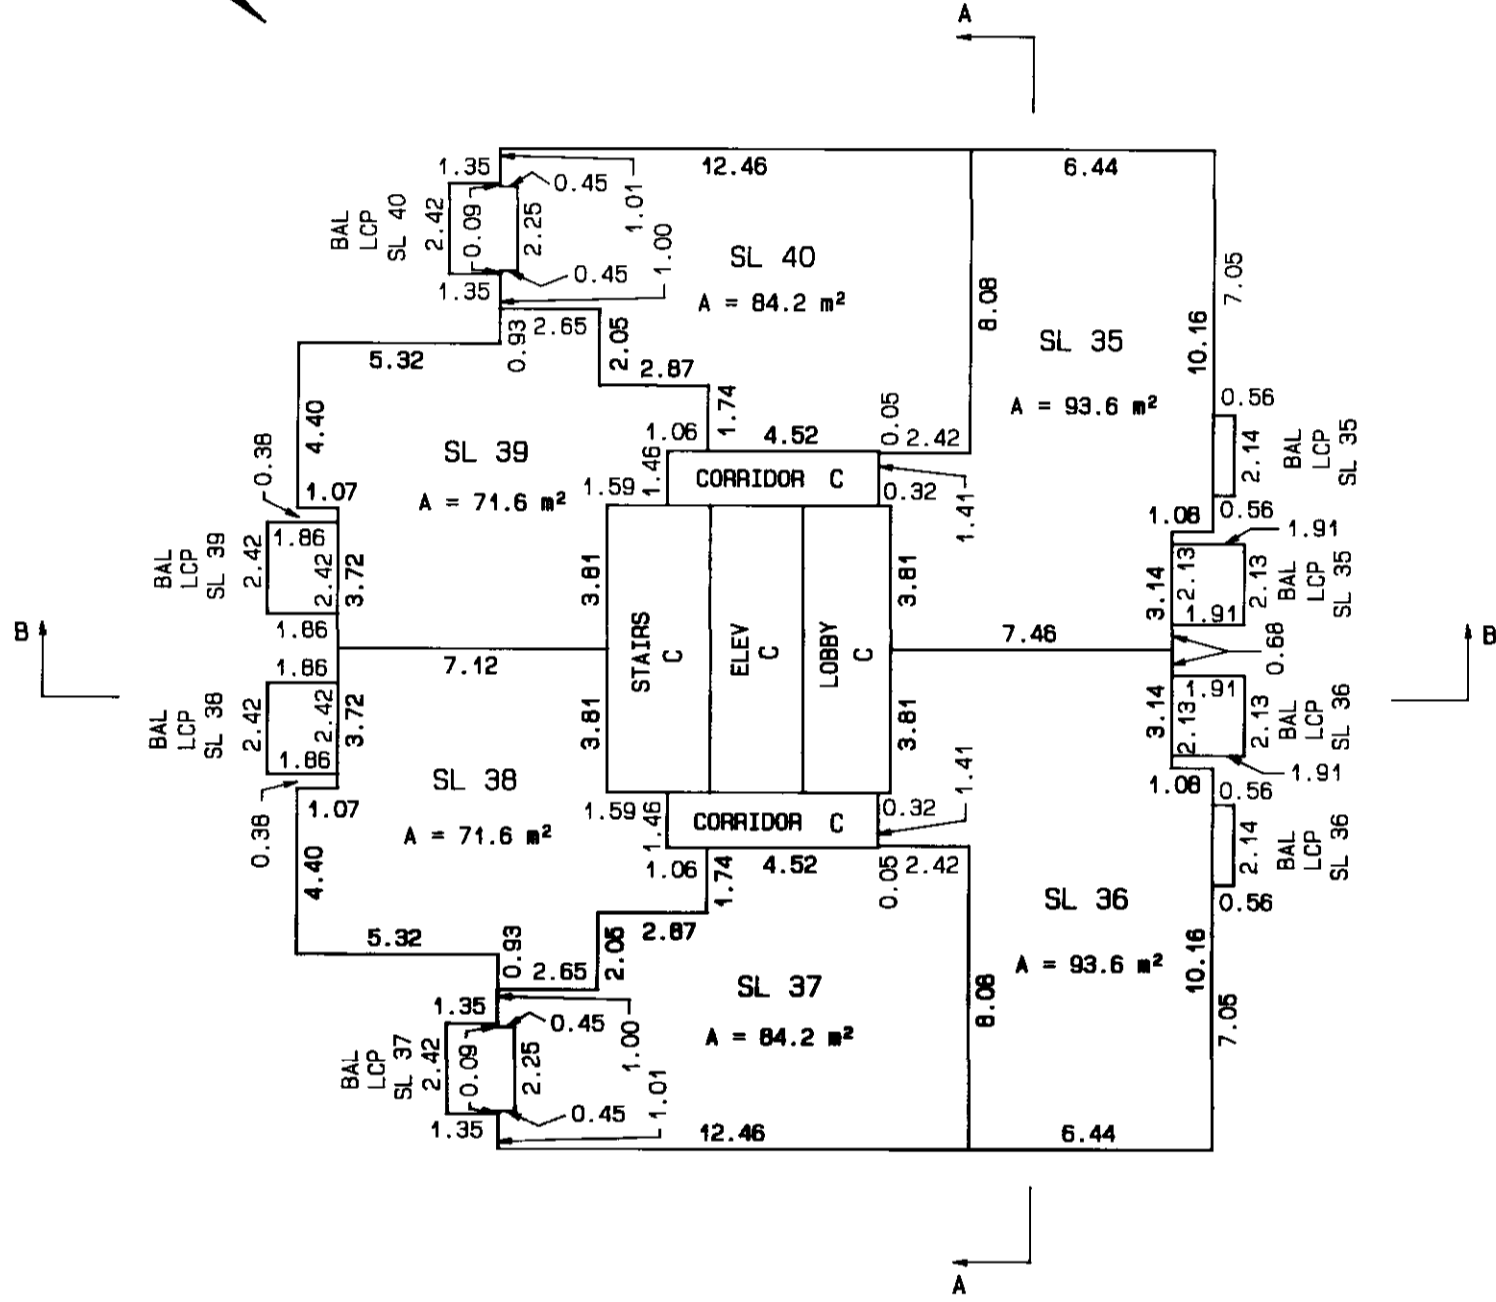 A
1.35
12.46
6.44
0.45
BAL
LCP
SL 40
2.42
0.09
2.25
1.01
1.00
SL 40
A = 84.2 m²
0.45
1.35
7.05
8.08
10.16
SL 35
A = 93.6 m²
0.93
2.65
2.05
5.32
2.87
1.74
4.40
0.38
SL 39
A = 71.6 m²
1.06
4.52
0.05
2.42
0.56
2.14
BAL
LCP
SL 35
0.56
1.46
CORRIDOR C
1.59
0.32
1.41
1.07
1.08
1.91
BAL
LCP
SL 39
2.42
1.86
2.42
3.72
1.86
3.81
3.81
3.14
2.13
1.91
2.13
BAL
LCP
SL 35
B
B
7.12
7.46
0.68
STAIRS
C
ELEV
C
LOBBY
C
BAL
LCP
SL 38
2.42
1.86
2.42
1.86
3.72
3.81
3.81
3.14
1.91
2.13
2.13
BAL
LCP
SL 36
1.91
1.08
0.56
SL 38
A = 71.6 m²
1.07
0.38
4.40
1.59
1.46
CORRIDOR C
0.32
1.41
1.06
1.74
4.52
0.05
2.42
2.14
BAL
LCP
SL 36
0.56
SL 36
A = 93.6 m²
10.16
7.05
5.32
0.93
2.65
2.05
2.87
SL 37
A = 84.2 m²
8.08
1.35
0.45
BAL
LCP
SL 37
2.42
0.09
2.25
1.00
1.01
0.45
1.35
12.46
6.44
A